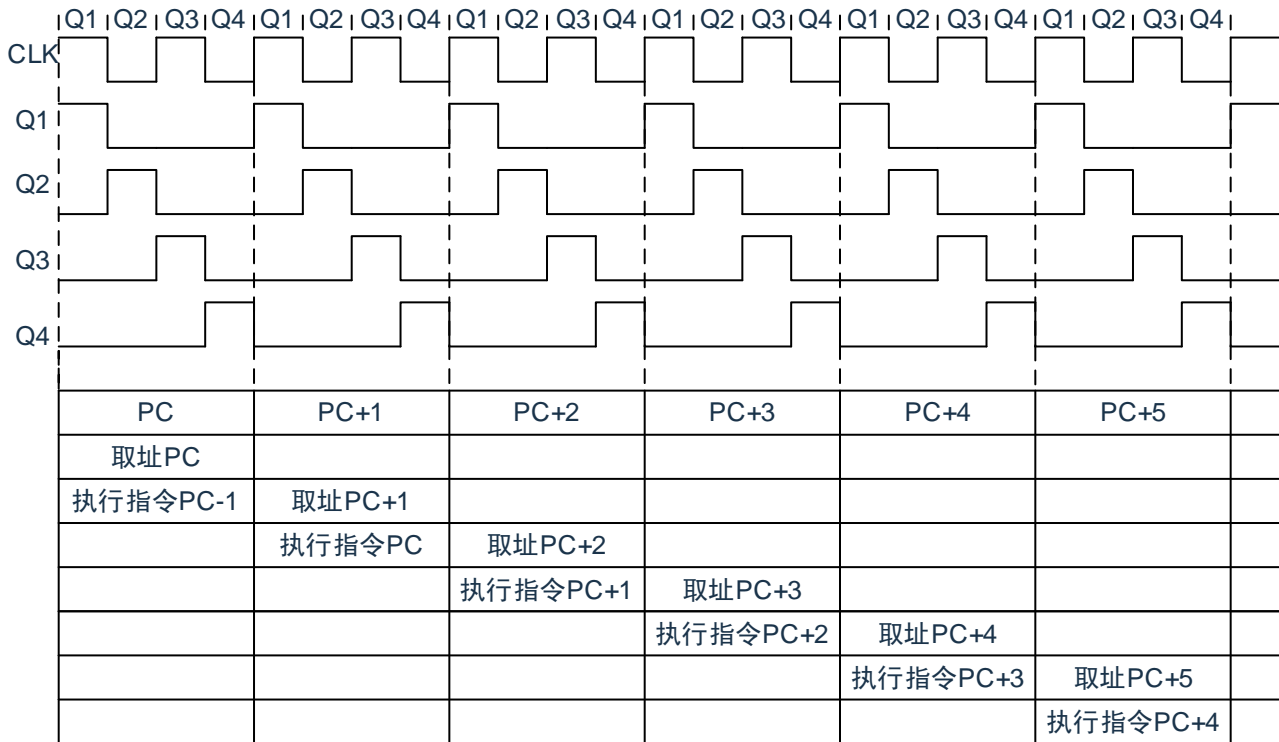 Q1 Q2 Q3 Q4 Q1 Q2 Q3 Q4 Q1 Q2 Q3 Q4 Q1 Q2 Q3 Q4 Q1 Q2 Q3 Q4 Q1 Q2 Q3 Q4
CLK
Q1
Q2
Q3
Q4
PC PC+1 PC+2 PC+3 PC+4 PC+5
取址PC
执行指令PC-1 取址PC+1
执行指令PC 取址PC+2
执行指令PC+1 取址PC+3
执行指令PC+2 取址PC+4
执行指令PC+3 取址PC+5
执行指令PC+4